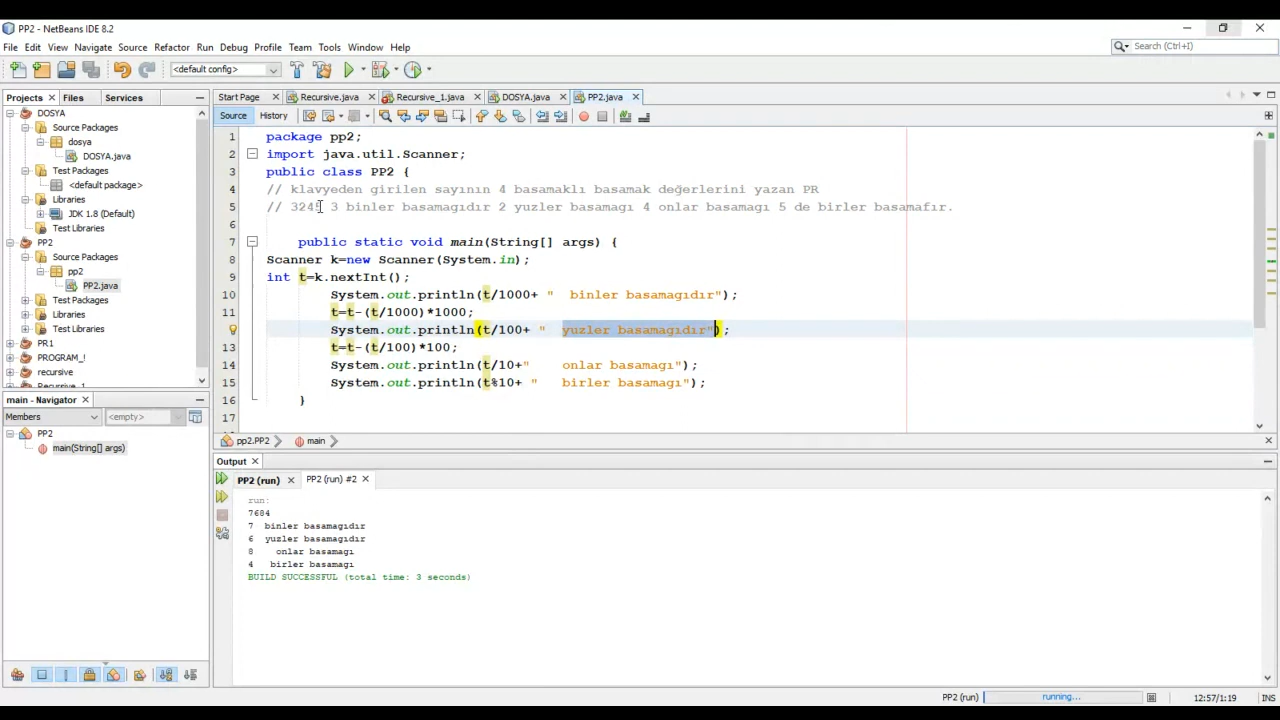 PP2 - NetBeans IDE 8.2
File Edit View Navigate Source Refactor Run Debug Profile Team Tools Window Help
Search (Ctrl+I)
<default config>
Projects Files Services
Start Page Recursive.java Recursive_1.java DOSYA.java PP2.java
Source History
DOSYA
Source Packages
dosya
DOSYA.java
Test Packages
<default package>
Libraries
JDK 1.8 (Default)
Test Libraries
PP2
Source Packages
pp2
PP2.java
Test Packages
Libraries
Test Libraries
PR1
PROGRAM_!
recursive
Recursive_1
1 package pp2;
2 import java.util.Scanner;
3 public class PP2 {
4 // klavyeden girilen sayının 4 basamaklı basamak değerlerini yazan PR
5 // 3245 3 binler basamagıdır 2 yuzler basamagı 4 onlar basamagı 5 de birler basamafır.
6
7 public static void main(String[] args) {
8 Scanner k=new Scanner(System.in);
9 int t=k.nextInt();
10 System.out.println(t/1000+ "  binler basamagıdır");
11 t=t-(t/1000)*1000;
System.out.println(t/100+ "  yuzler basamagıdır");
13 t=t-(t/100)*100;
14 System.out.println(t/10+"    onlar basamagı");
15 System.out.println(t%10+ "   birler basamagı");
16 }
17
main - Navigator
Members <empty>
PP2
main(String[] args)
pp2.PP2 main
Output
PP2 (run) PP2 (run) #2
run:
7684
7  binler basamagıdır
6  yuzler basamagıdır
8    onlar basamagı
4   birler basamagı
BUILD SUCCESSFUL (total time: 3 seconds)
PP2 (run) running... 12:57/1:19 INS